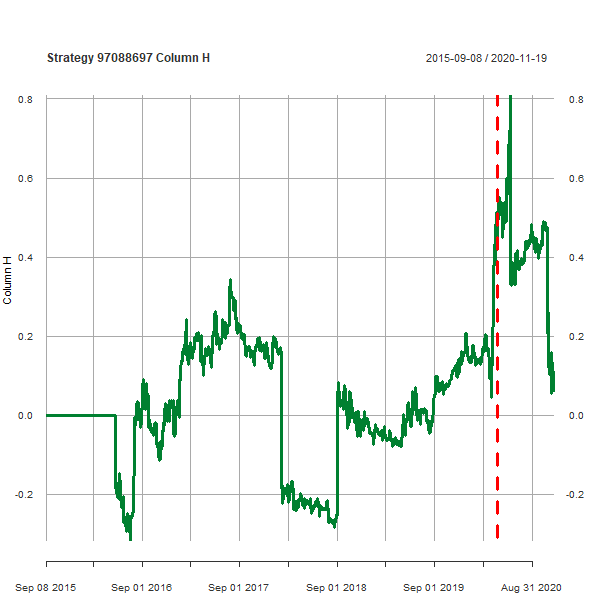 Strategy 97088697 Column H
2015-09-08 / 2020-11-19
0.8
0.8
0.6
0.6
0.4
0.4
Column H
0.2
0.2
0.0
0.0
-0.2
-0.2
Sep 08 2015
Sep 01 2016
Sep 01 2017
Sep 01 2018
Sep 01 2019
Aug 31 2020